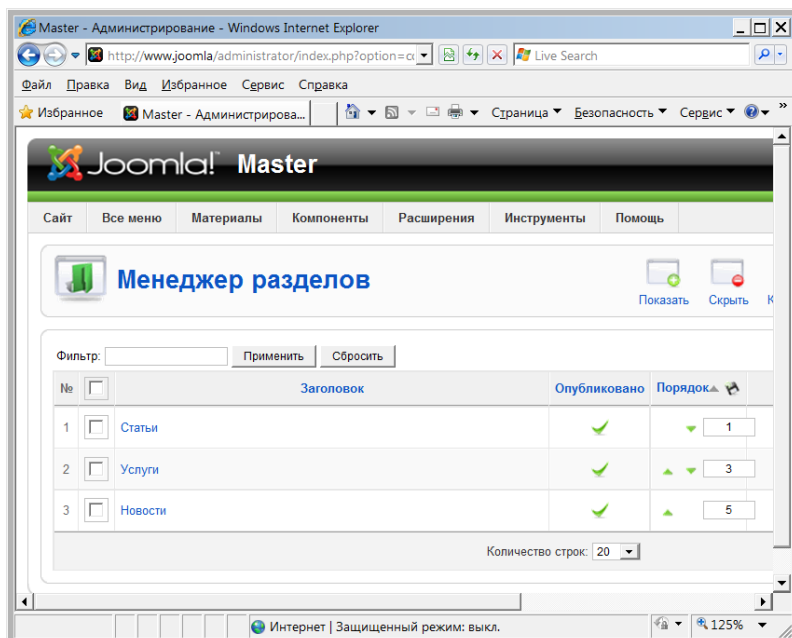 Master - Администрирование - Windows Internet Explorer
http://www.joomla/administrator/index.php?option=co Live Search
Файл Правка Вид Избранное Сервис Справка
Избранное Master - Администрирова... Страница Безопасность Сервис »
Joomla! Master
Сайт Все меню Материалы Компоненты Расширения Инструменты Помощь
Менеджер разделов
Показать Скрыть К
Фильтр: Применить Сбросить
№ Заголовок Опубликовано Порядок
1 Статьи 1
2 Услуги 3
3 Новости 5
Количество строк: 20
Интернет | Защищенный режим: выкл. 125%